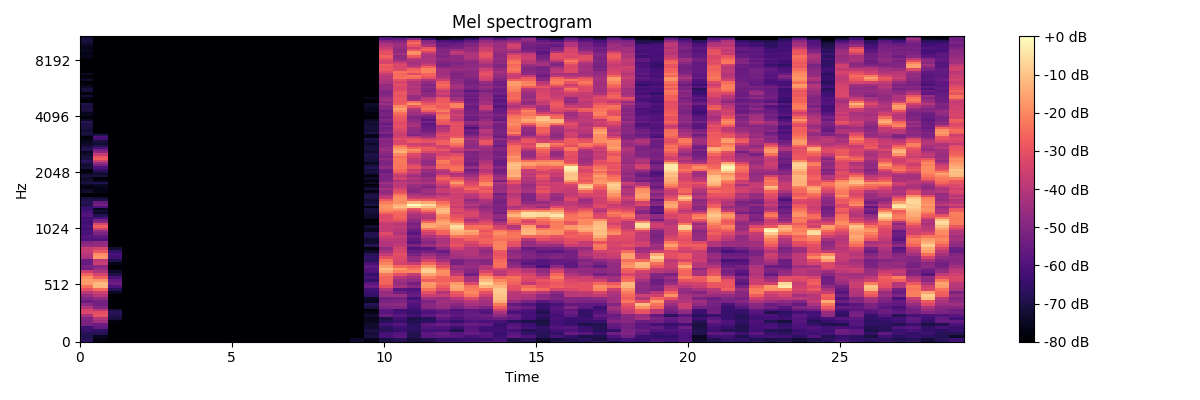 Mel spectrogram
+0 dB
8192
-10 dB
4096
-20 dB
-30 dB
2048
Hz
-40 dB
1024
-50 dB
-60 dB
512
-70 dB
0
-80 dB
0 5 10 15 20 25
Time